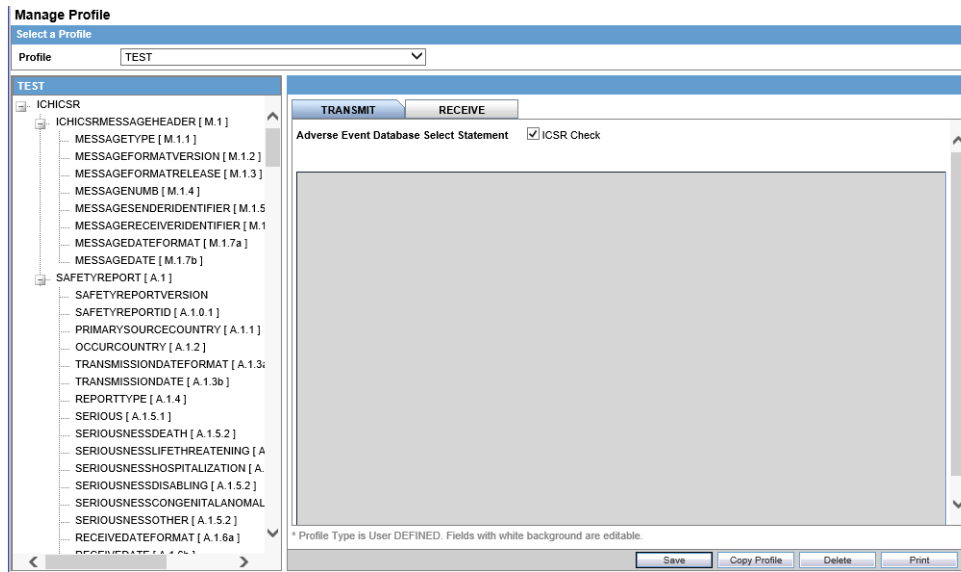 Manage Profile
Select a Profile
Profile TEST
TEST
ICHICSR
ICHICSRMESSAGEHEADER [ M.1 ]
MESSAGETYPE [ M.1.1 ]
MESSAGEFORMATVERSION [ M.1.2 ]
MESSAGEFORMATRELEASE [ M.1.3 ]
MESSAGENUMB [ M.1.4 ]
MESSAGESENDERIDENTIFIER [ M.1.5
MESSAGERECEIVERIDENTIFIER [ M.1
MESSAGEDATEFORMAT [ M.1.7a ]
MESSAGEDATE [ M.1.7b ]
SAFETYREPORT [ A.1 ]
SAFETYREPORTVERSION
SAFETYREPORTID [ A.1.0.1 ]
PRIMARYSOURCECOUNTRY [ A.1.1 ]
OCCURCOUNTRY [ A.1.2 ]
TRANSMISSIONDATEFORMAT [ A.1.3a
TRANSMISSIONDATE [ A.1.3b ]
REPORTTYPE [ A.1.4 ]
SERIOUS [ A.1.5.1 ]
SERIOUSNESSDEATH [ A.1.5.2 ]
SERIOUSNESSLIFETHREATENING [ A
SERIOUSNESSHOSPITALIZATION [ A.
SERIOUSNESSDISABLING [ A.1.5.2 ]
SERIOUSNESSCONGENITALANOMAL
SERIOUSNESSOTHER [ A.1.5.2 ]
RECEIVEDATEFORMAT [ A.1.6a ]
RECEIVEDATE [ A.1.6b ]
TRANSMIT RECEIVE
Adverse Event Database Select Statement ICSR Check
* Profile Type is User DEFINED. Fields with white background are editable.
Save Copy Profile Delete Print